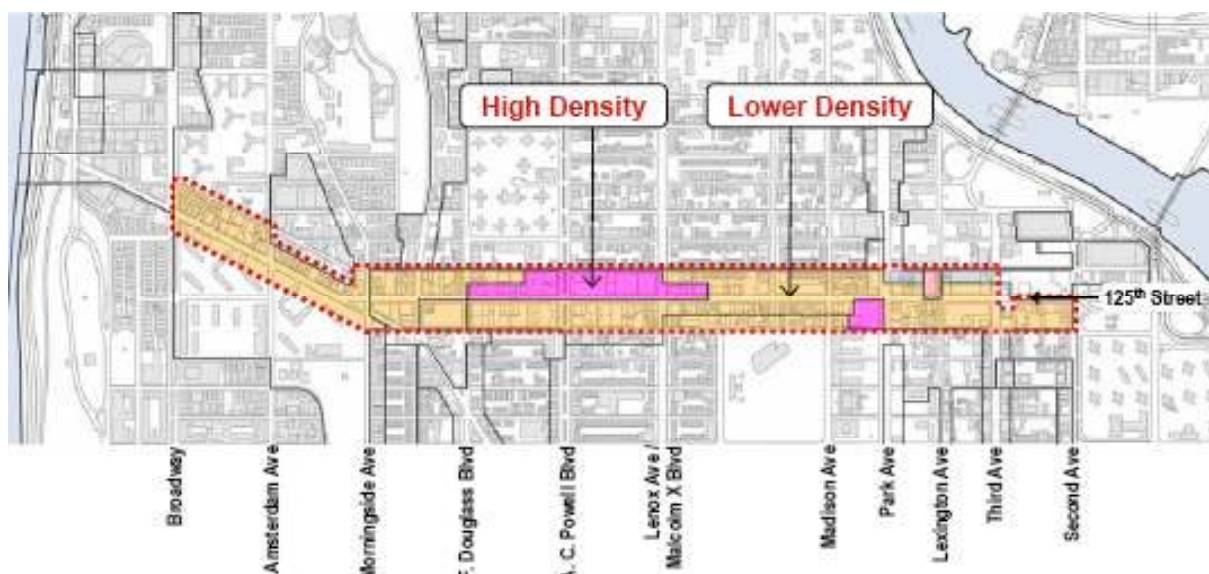 High Density
Lower Density
125th Street
Broadway
Amsterdam Ave
Morningside Ave
F. Douglass Blvd
A. C. Powell Blvd
Lenox Ave /
Malcolm X Blvd
Madison Ave
Park Ave
Lexington Ave
Third Ave
Second Ave